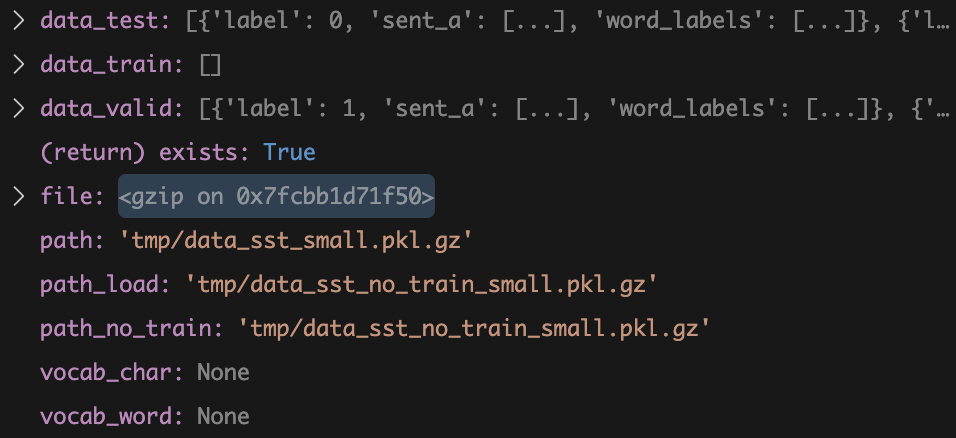 data_test: [{'label': 0, 'sent_a': [...], 'word_labels': [...]}, {'l…
data_train: []
data_valid: [{'label': 1, 'sent_a': [...], 'word_labels': [...]}, {'…
(return) exists: True
file: <gzip on 0x7fcbb1d71f50>
path: 'tmp/data_sst_small.pkl.gz'
path_load: 'tmp/data_sst_no_train_small.pkl.gz'
path_no_train: 'tmp/data_sst_no_train_small.pkl.gz'
vocab_char: None
vocab_word: None